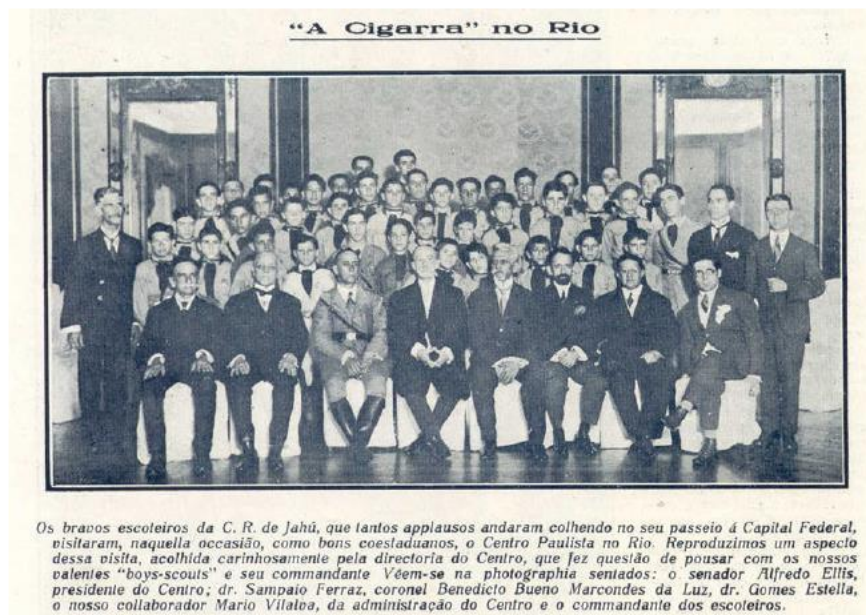 "A Cigarra" no Rio
Os bravos escoteiros da C. R. de Jahú, que tantos applausos andaram colhendo no seu passeio á Capital Federal,
visitaram, naquella occasião, como bons coestaduanos, o Centro Paulista no Rio. Reproduzimos um aspecto
dessa visita, acolhida carinhosamente pela directoria do Centro, que fez questão de pousar com os nossos
valentes "boys-scouts" e seu commandante Vêem-se na photographia sentados: o senador Alfredo Ellis,
presidente do Centro; dr. Sampaio Ferraz, coronel Benedicto Bueno Marcondes da Luz, dr. Gomes Estella,
o nosso collaborador Mario Vilalva, da administração do Centro e o commandante dos escoteiros.